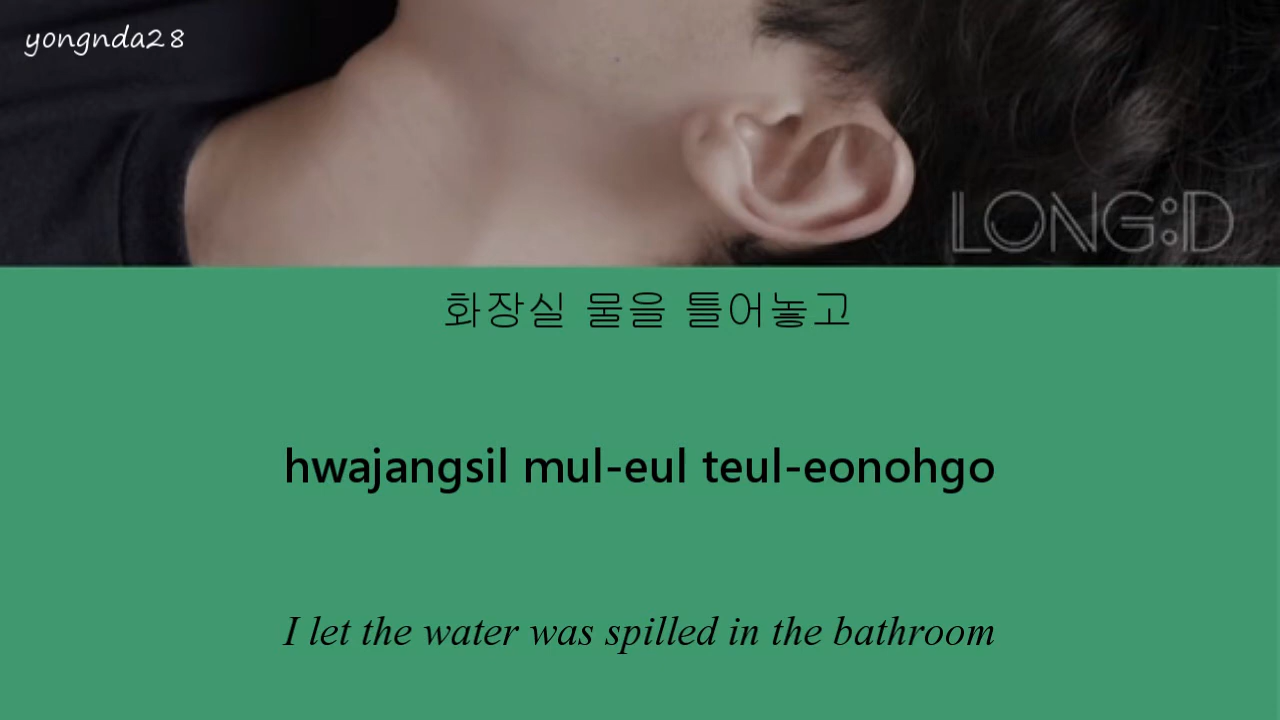 yongnda28
LONG:D
화장실 물을 틀어놓고
hwajangsil mul-eul teul-eonohgo
I let the water was spilled in the bathroom